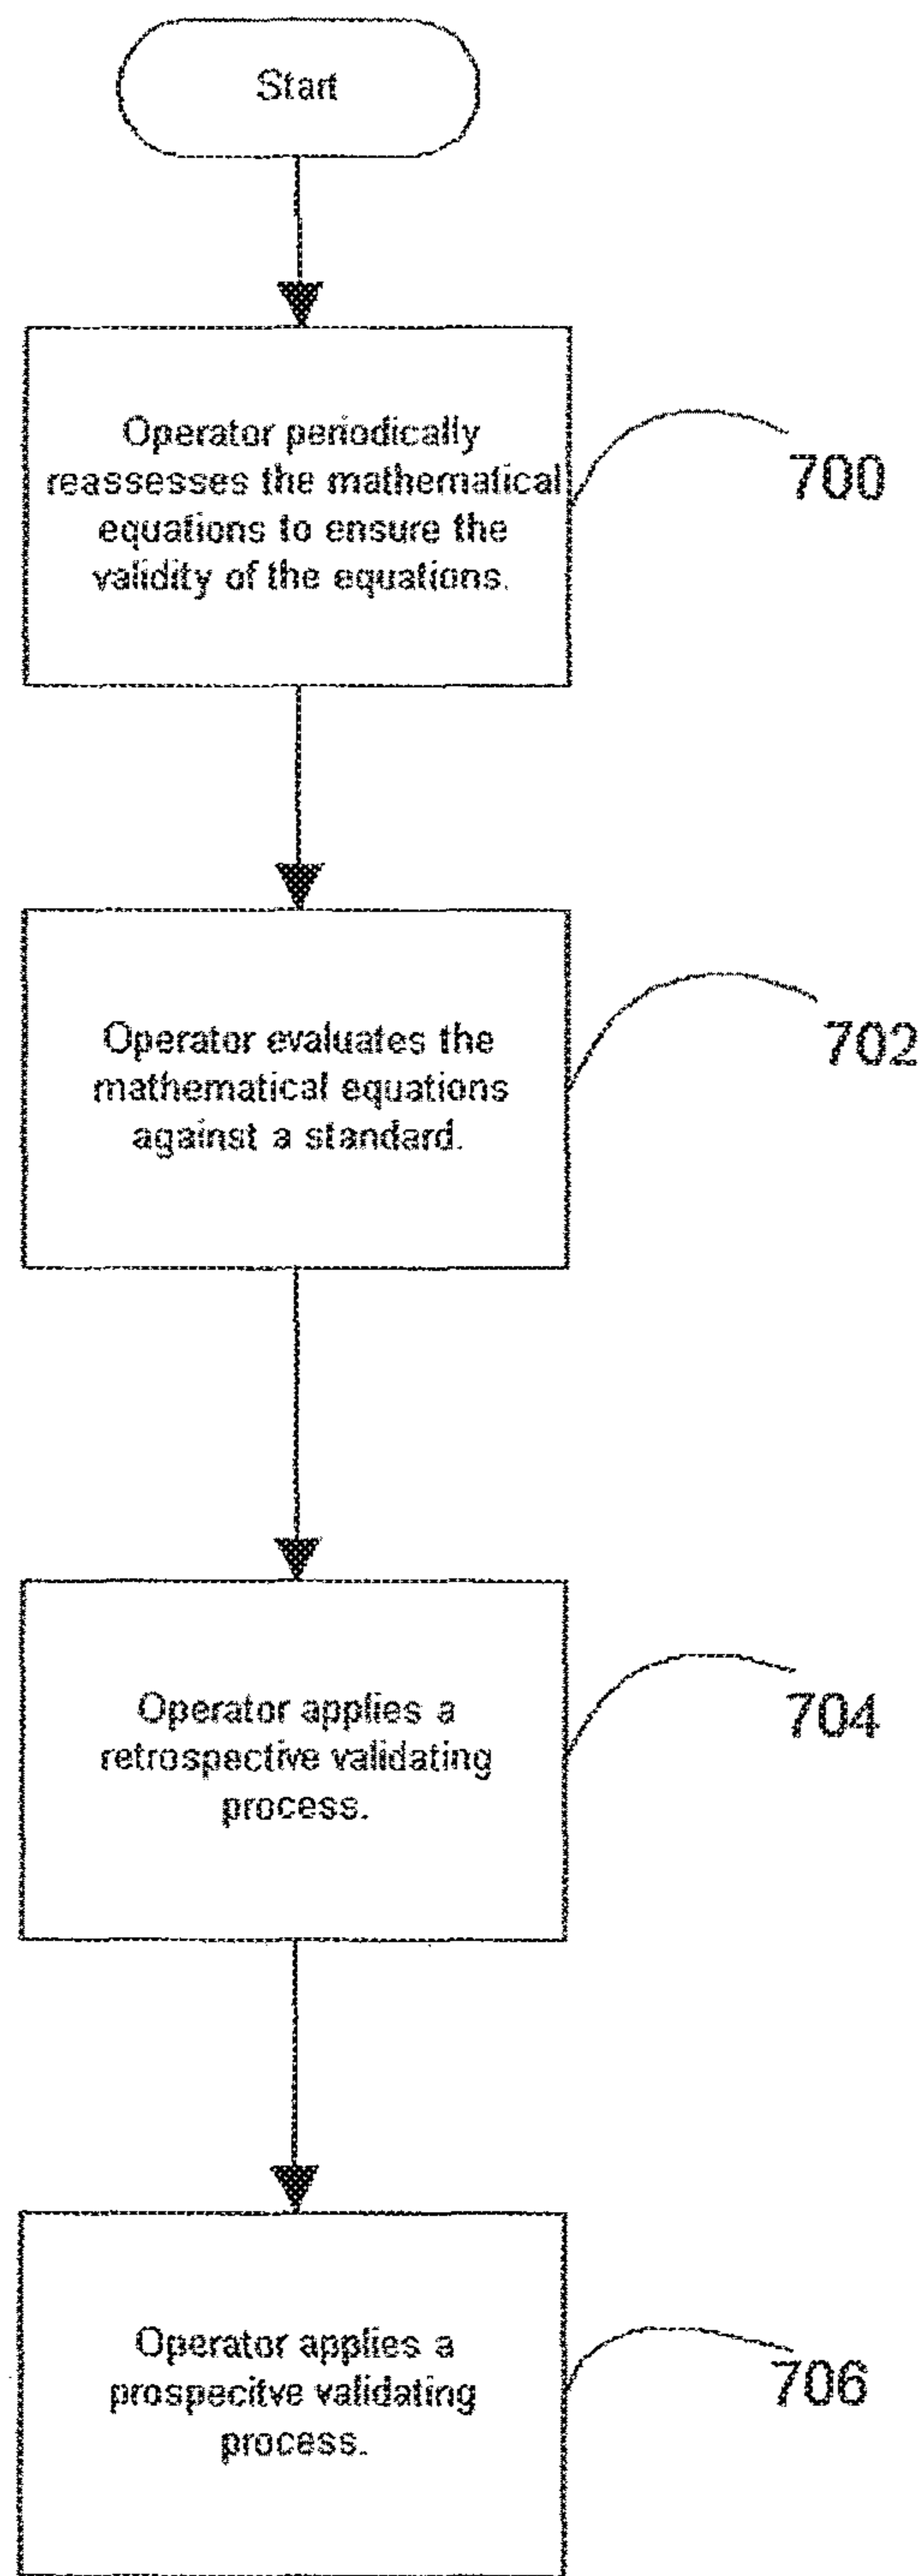 Start
Operator periodically
reassesses the mathematical
equations to ensure the
validity of the equations.
700
Operator evaluates the
mathematical equations
against a standard.
702
Operator applies a
retrospective validating
process.
704
Operator applies a
prospecitve validating
process.
706